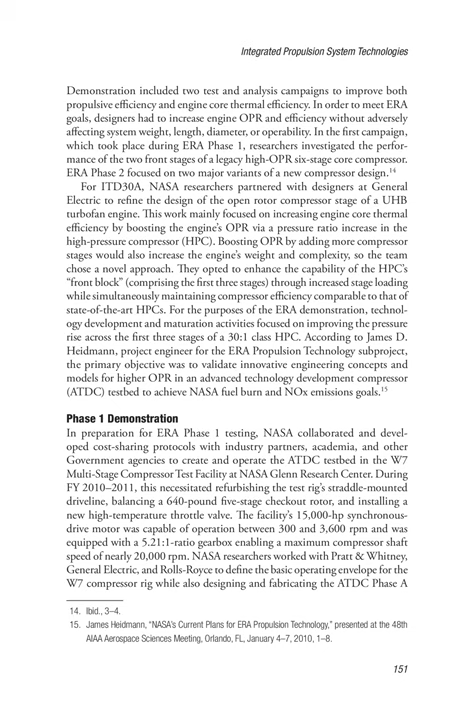 Integrated Propulsion System Technologies
Demonstration included two test and analysis campaigns to improve both
propulsive efficiency and engine core thermal efficiency. In order to meet ERA
goals, designers had to increase engine OPR and efficiency without adversely
affecting system weight, length, diameter, or operability. In the first campaign,
which took place during ERA Phase 1, researchers investigated the perfor-
mance of the two front stages of a legacy high-OPR six-stage core compressor.
ERA Phase 2 focused on two major variants of a new compressor design.14
For ITD30A, NASA researchers partnered with designers at General
Electric to refine the design of the open rotor compressor stage of a UHB
turbofan engine. This work mainly focused on increasing engine core thermal
efficiency by boosting the engine's OPR via a pressure ratio increase in the
high-pressure compressor (HPC). Boosting OPR by adding more compressor
stages would also increase the engine's weight and complexity, so the team
chose a novel approach. They opted to enhance the capability of the HPC's
"front block" (comprising the first three stages) through increased stage loading
while simultaneously maintaining compressor efficiency comparable to that of
state-of-the-art HPCs. For the purposes of the ERA demonstration, technol-
ogy development and maturation activities focused on improving the pressure
rise across the first three stages of a 30:1 class HPC. According to James D.
Heidmann, project engineer for the ERA Propulsion Technology subproject,
the primary objective was to validate innovative engineering concepts and
models for higher OPR in an advanced technology development compressor
(ATDC) testbed to achieve NASA fuel burn and NOx emissions goals.15
Phase 1 Demonstration
In preparation for ERA Phase 1 testing, NASA collaborated and devel-
oped cost-sharing protocols with industry partners, academia, and other
Government agencies to create and operate the ATDC testbed in the W7
Multi-Stage Compressor Test Facility at NASA Glenn Research Center. During
FY 2010–2011, this necessitated refurbishing the test rig's straddle-mounted
driveline, balancing a 640-pound five-stage checkout rotor, and installing a
new high-temperature throttle valve. The facility's 15,000-hp synchronous-
drive motor was capable of operation between 300 and 3,600 rpm and was
equipped with a 5.21:1-ratio gearbox enabling a maximum compressor shaft
speed of nearly 20,000 rpm. NASA researchers worked with Pratt & Whitney,
General Electric, and Rolls-Royce to define the basic operating envelope for the
W7 compressor rig while also designing and fabricating the ATDC Phase A
14. Ibid., 3–4.
15. James Heidmann, "NASA's Current Plans for ERA Propulsion Technology," presented at the 48th
AIAA Aerospace Sciences Meeting, Orlando, FL, January 4–7, 2010, 1–8.
151